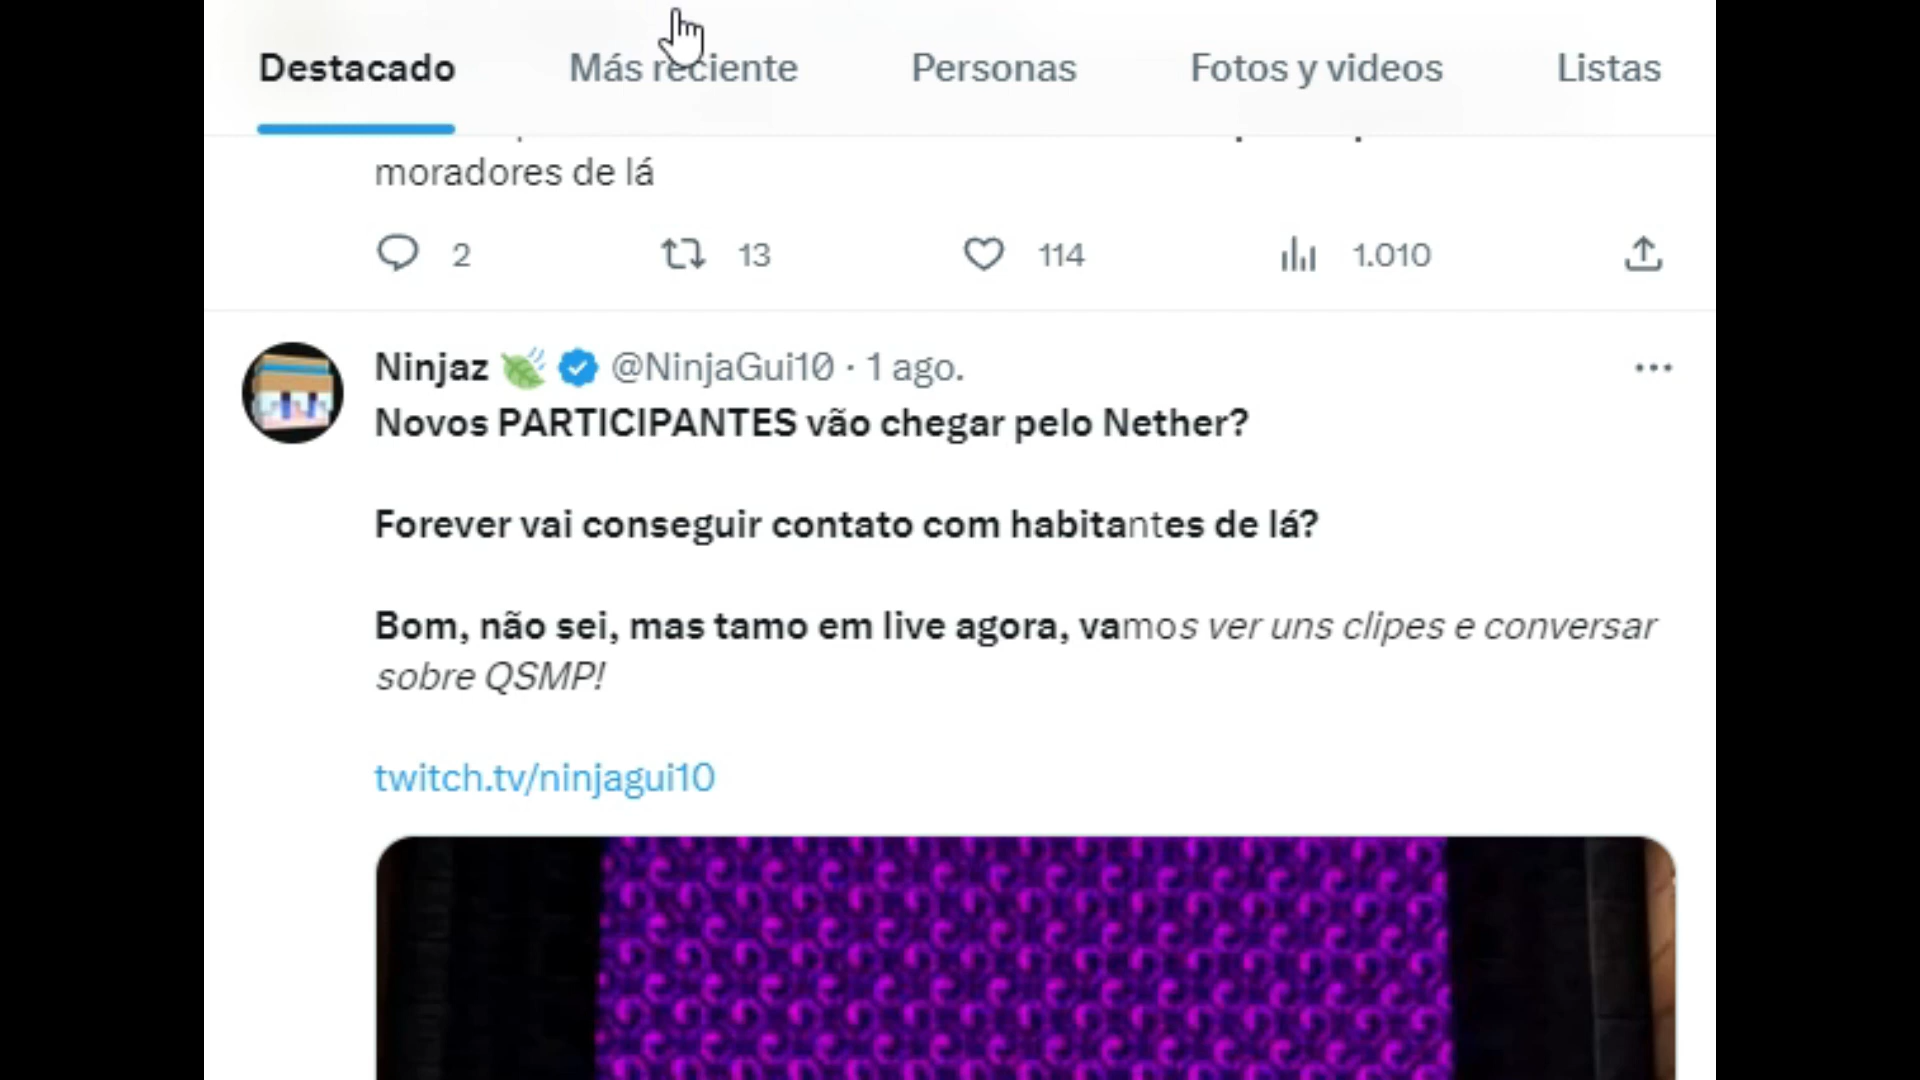 Destacado Más reciente Personas Fotos y videos Listas
moradores de lá
2 13 114 1.010
Ninjaz @NinjaGui10 · 1 ago.
Novos PARTICIPANTES vão chegar pelo Nether?
Forever vai conseguir contato com habitantes de lá?
Bom, não sei, mas tamo em live agora, vamos ver uns clipes e conversar
sobre QSMP!
twitch.tv/ninjagui10